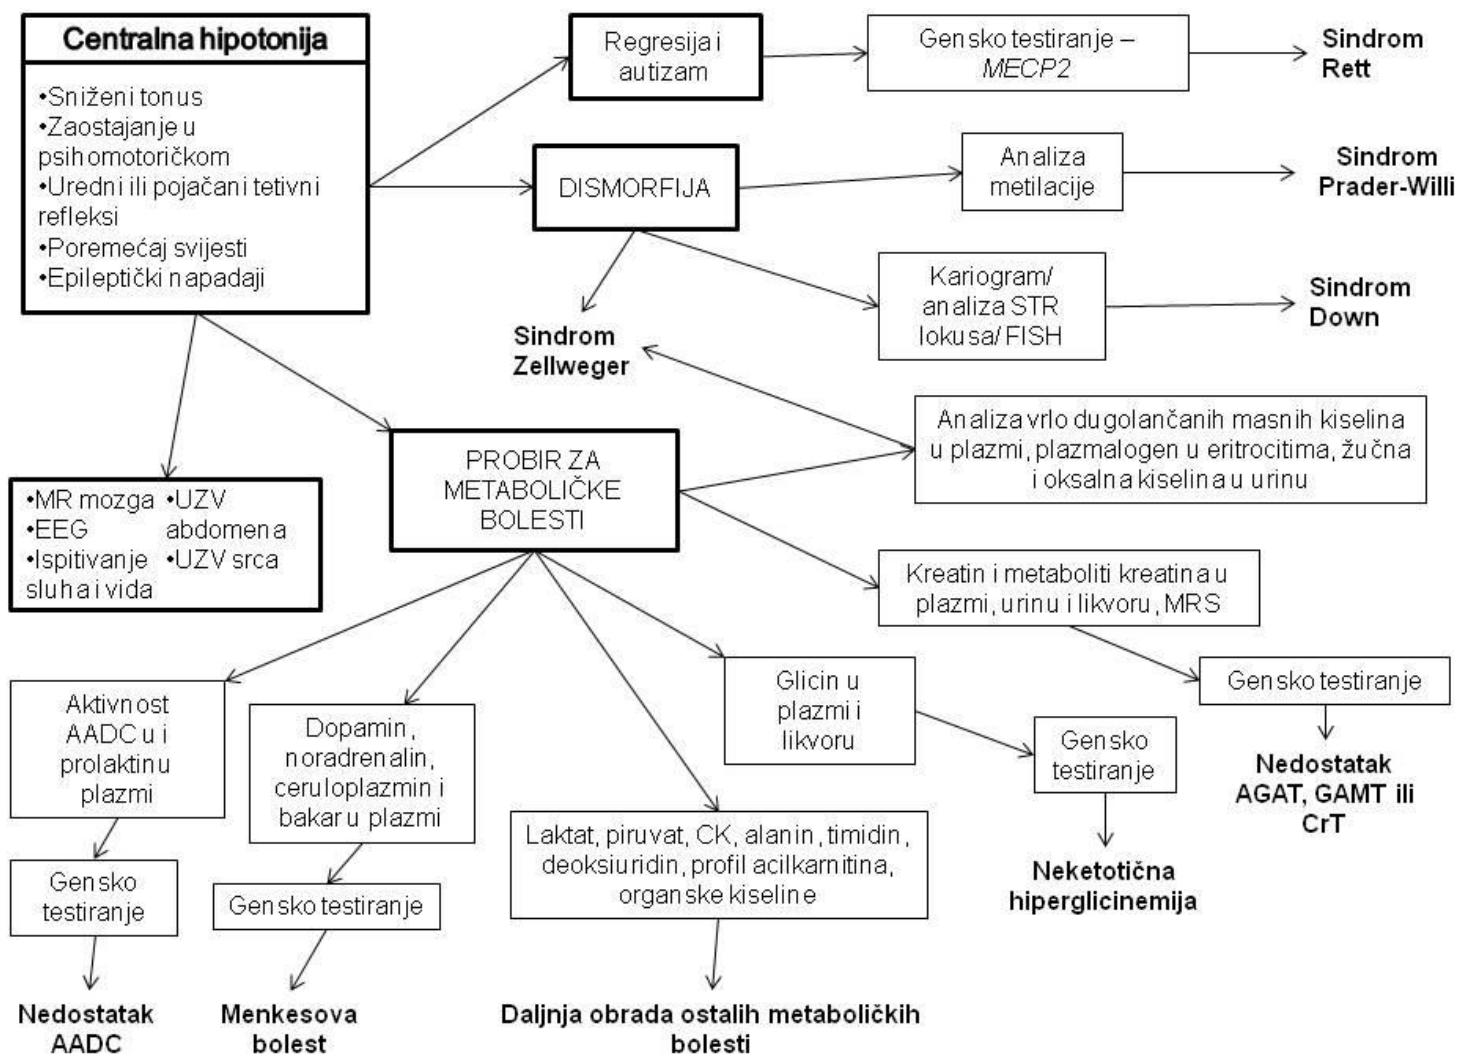 Centralna hipotonija
•Sniženi tonus
•Zaostajanje u
psihomotoričkom
•Uredni ili pojačani tetivni
refleksi
•Poremećaj svijesti
•Epileptički napadaji
Regresija i
autizam
Gensko testiranje –
MECP2
Sindrom
Rett
DISMORFIJA
Analiza
metilacije
Sindrom
Prader-Willi
Kariogram/
analiza STR
lokusa/ FISH
Sindrom
Down
Sindrom
Zellweger
Analiza vrlo dugolančanih masnih kiselina
u plazmi, plazmalogen u eritrocitima, žučna
i oksalna kiselina u urinu
PROBIR ZA
METABOLIČKE
BOLESTI
•MR mozga
•EEG
•Ispitivanje
sluha i vida
•UZV
abdomena
•UZV srca
Kreatin i metaboliti kreatina u
plazmi, urinu i likvoru, MRS
Gensko testiranje
Nedostatak
AGAT, GAMT ili
CrT
Glicin u
plazmi i
likvoru
Gensko
testiranje
Neketotična
hiperglicinemija
Aktivnost
AADC u i
prolaktin u
plazmi
Gensko
testiranje
Nedostatak
AADC
Dopamin,
noradrenalin,
ceruloplazmin i
bakar u plazmi
Gensko testiranje
Menkesova
bolest
Laktat, piruvat, CK, alanin, timidin,
deoksiuridin, profil acilkarnitina,
organske kiseline
Daljnja obrada ostalih metaboličkih
bolesti